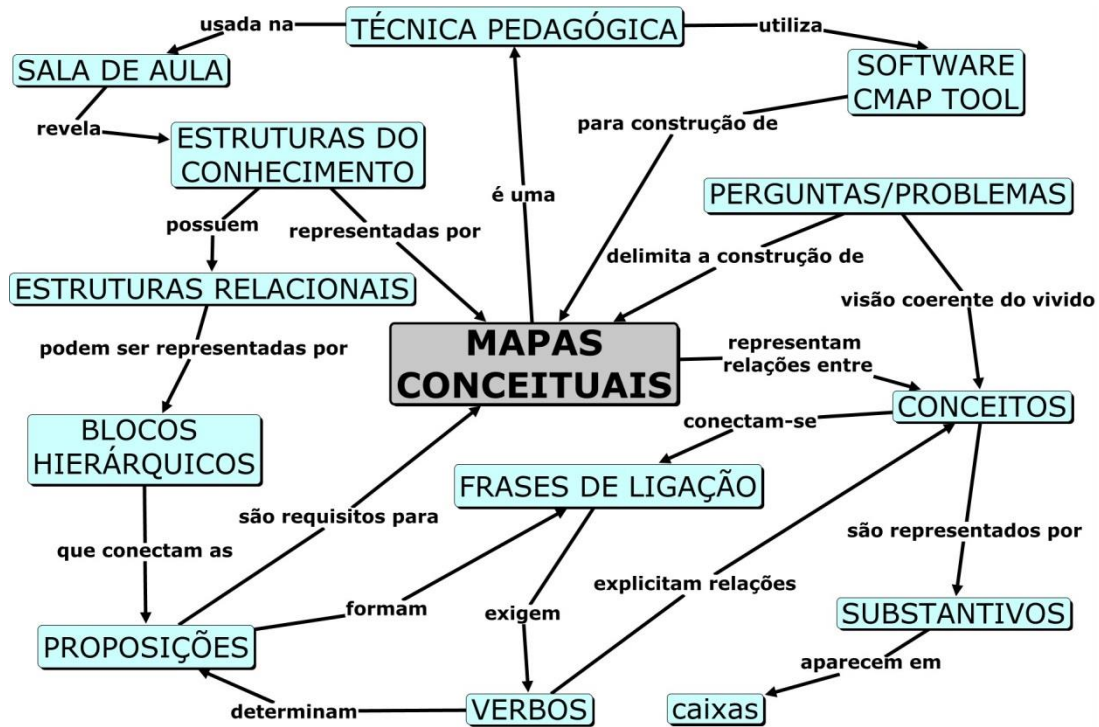 usada na
TÉCNICA PEDAGÓGICA
utiliza
SALA DE AULA
SOFTWARE
CMAP TOOL
revela
ESTRUTURAS DO
CONHECIMENTO
para construção de
é uma
PERGUNTAS/PROBLEMAS
possuem
representadas por
delimita a construção de
ESTRUTURAS RELACIONAIS
visão coerente do vivido
podem ser representadas por
MAPAS
CONCEITUAIS
representam
relações entre
CONCEITOS
BLOCOS
HIERÁRQUICOS
conectam-se
FRASES DE LIGAÇÃO
são requisitos para
são representados por
que conectam as
formam
exigem
explicitam relações
SUBSTANTIVOS
PROPOSIÇÕES
aparecem em
determinam
VERBOS
caixas